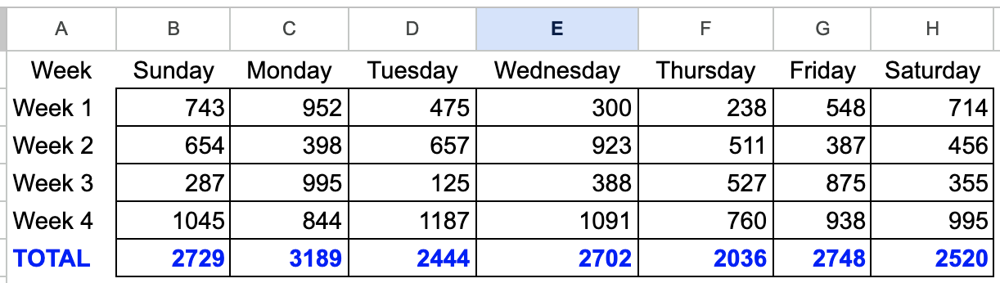 A B C D E F G H
Week Sunday Monday Tuesday Wednesday Thursday Friday Saturday
Week 1 743 952 475 300 238 548 714
Week 2 654 398 657 923 511 387 456
Week 3 287 995 125 388 527 875 355
Week 4 1045 844 1187 1091 760 938 995
TOTAL 2729 3189 2444 2702 2036 2748 2520